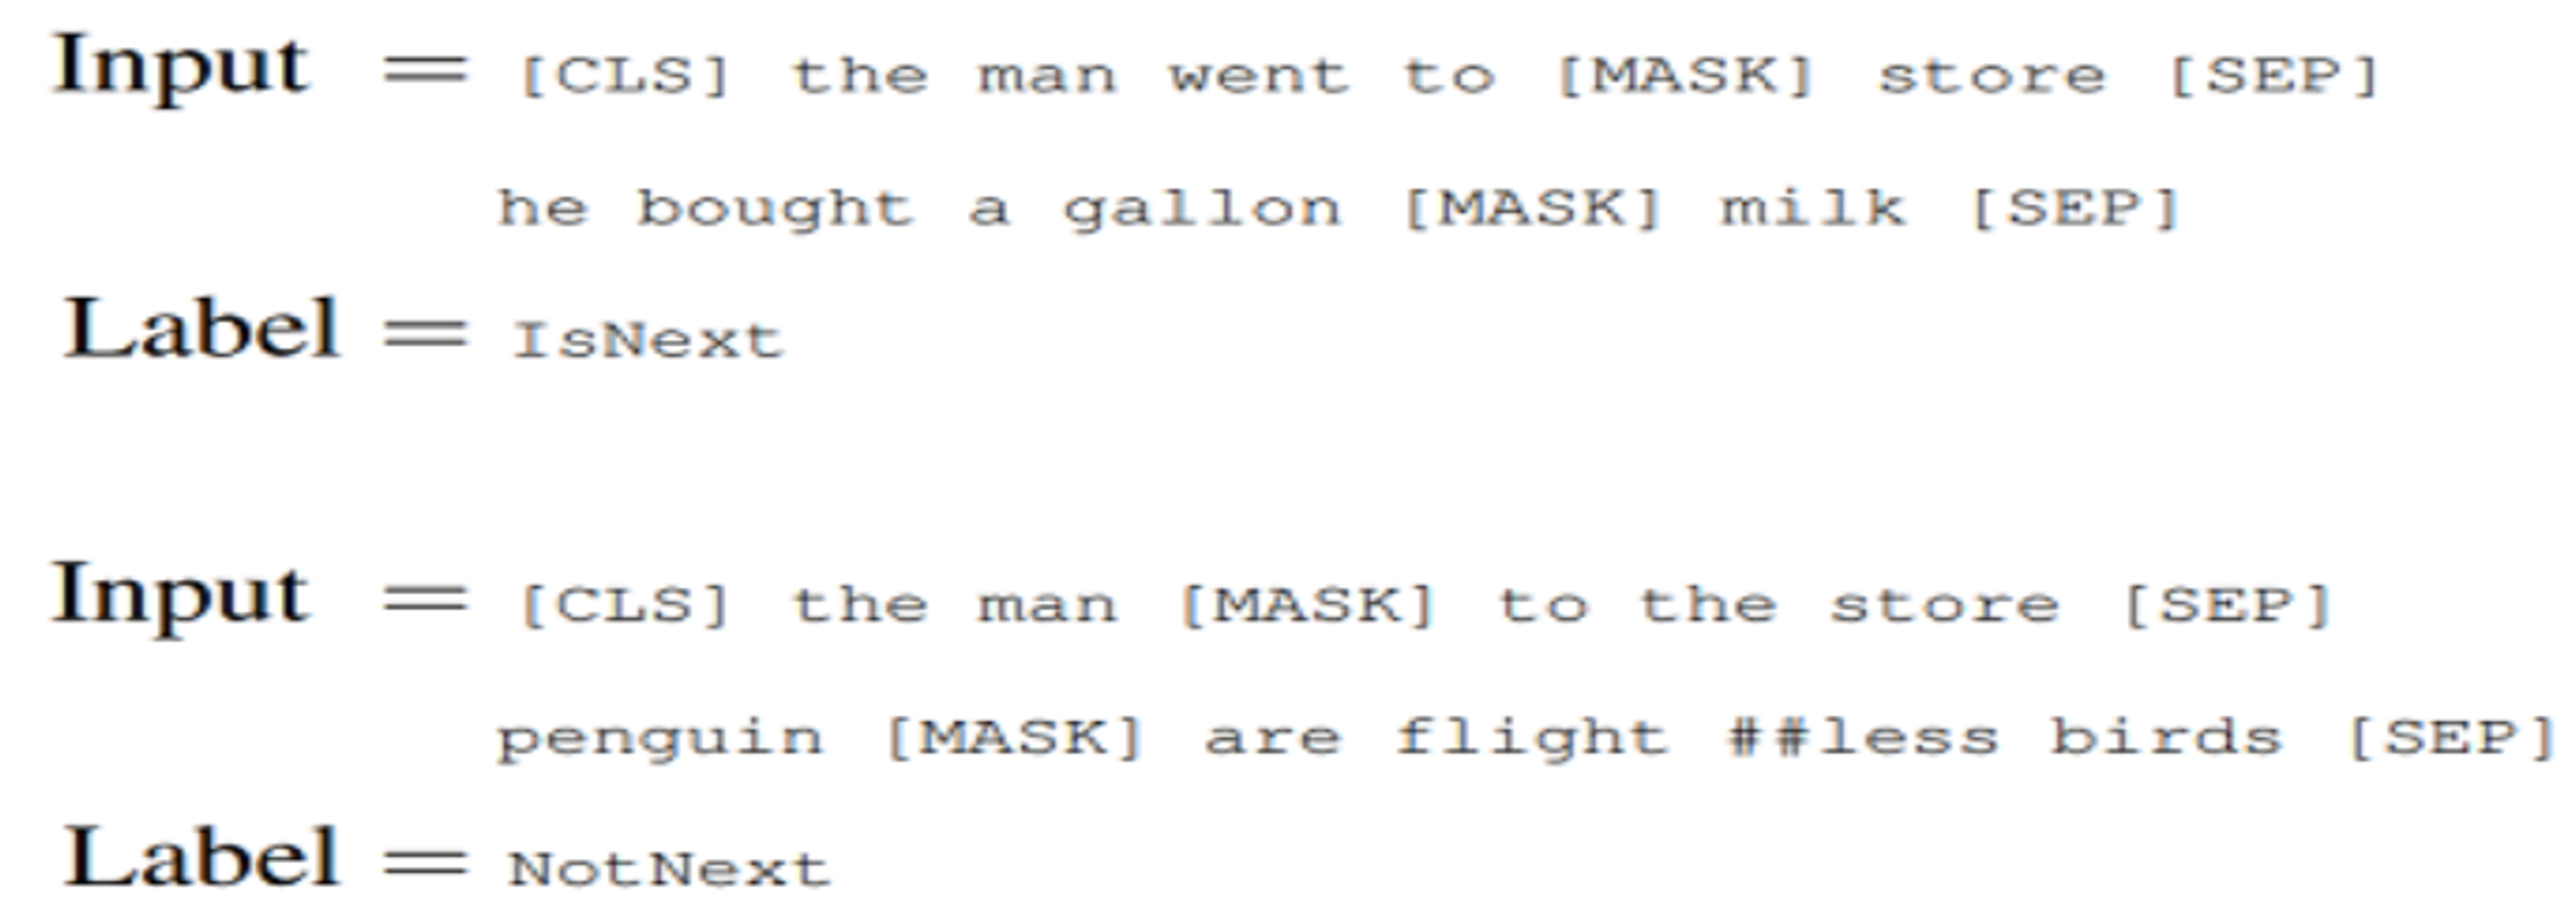 Input = [CLS] the man went to [MASK] store [SEP]
he bought a gallon [MASK] milk [SEP]
Label = IsNext
Input = [CLS] the man [MASK] to the store [SEP]
penguin [MASK] are flight ##less birds [SEP]
Label = NotNext